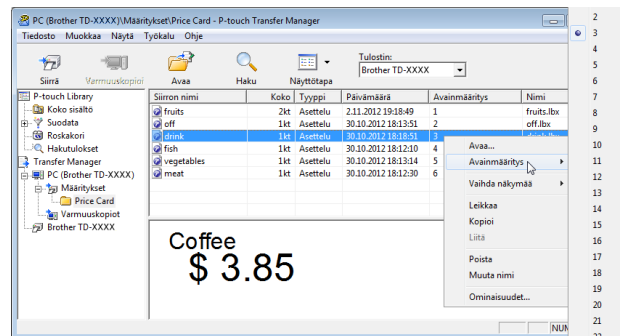 PC (Brother TD-XXXX)\Määritykset\Price Card - P-touch Transfer Manager
Tiedosto Muokkaa Näytä Työkalu Ohje
Siirrä Varmuuskopioi Avaa Haku Näyttötapa
Tulostin:
Brother TD-XXXX
P-touch Library
Koko sisältö
Suodata
Roskakori
Hakutulokset
Transfer Manager
PC (Brother TD-XXXX)
Määritykset
Price Card
Varmuuskopiot
Brother TD-XXXX
Siirron nimi Koko Tyyppi Päivämäärä Avainmääritys Nimi
fruits 2kt Asettelu 2.11.2012 19:18:49 1 fruits.lbx
off 1kt Asettelu 30.10.2012 18:13:51 2 off.lbx
drink 1kt Asettelu 30.10.2012 18:18:51 3 drink.lbx
fish 1kt Asettelu 30.10.2012 18:12:10 4
vegetables 1kt Asettelu 30.10.2012 18:13:14 5
meat 1kt Asettelu 30.10.2012 18:12:30 6
Avaa...
Avainmääritys
Vaihda näkymää
Leikkaa
Kopioi
Liitä
Poista
Muuta nimi
Ominaisuudet...
Coffee
$ 3.85
NUM
2
3
4
5
6
7
8
9
10
11
12
13
14
15
16
17
18
19
20
21